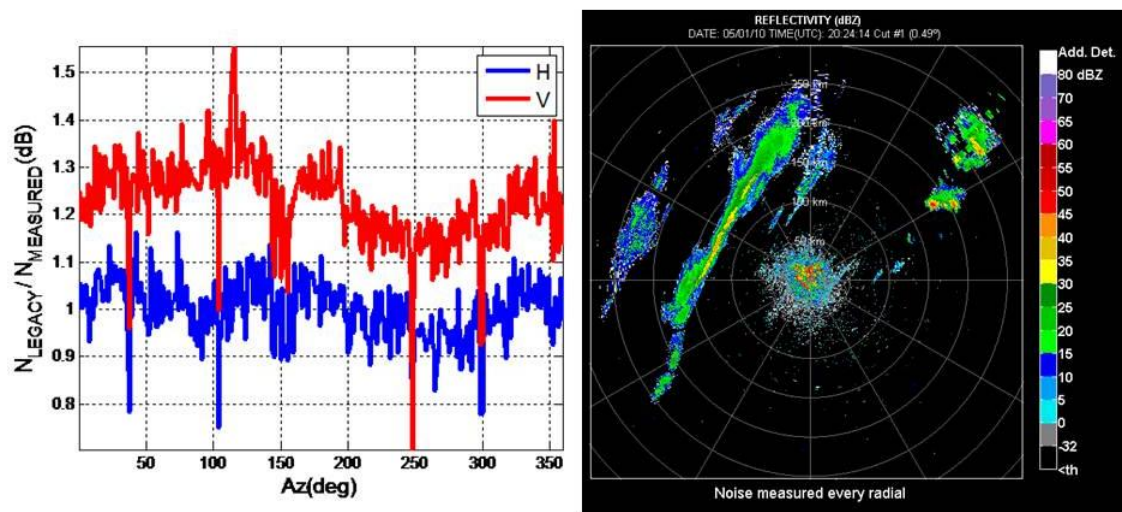 N_LEGACY / N_MEASURED (dB)
1.5
1.4
1.3
1.2
1.1
1
0.9
0.8
H
V
50
100
150
200
250
300
350
Az(deg)
REFLECTIVITY (dBZ)
DATE: 05/01/10 TIME(UTC): 20:24:14 Cut #1 (0.49º)
250 km
150 km
100 km
50 km
Add. Det.
80 dBZ
70
65
60
55
50
45
40
35
30
25
20
15
10
5
0
-32
<th
Noise measured every radial